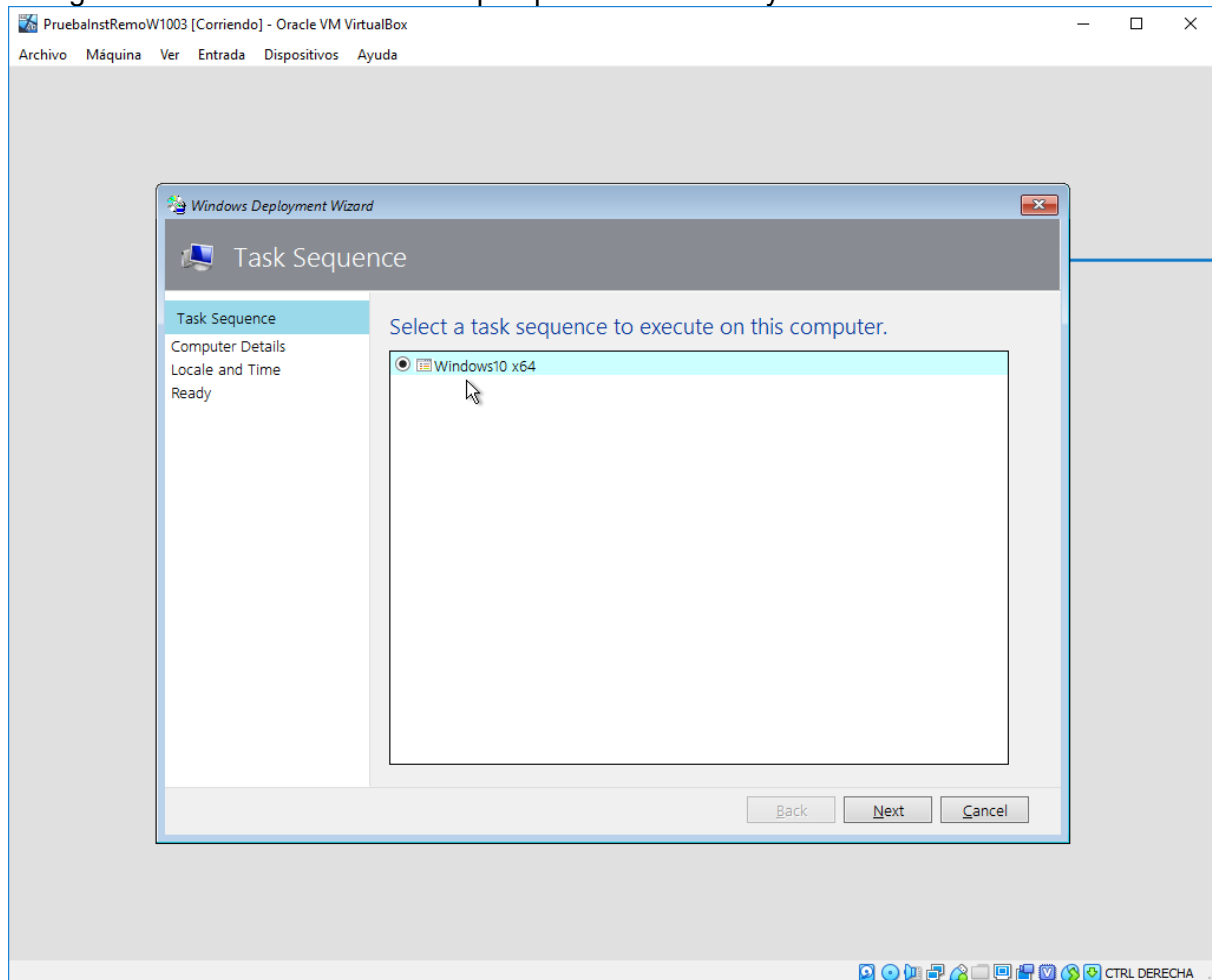 PruebaInstRemoW1003 [Corriendo] - Oracle VM VirtualBox
Archivo Máquina Ver Entrada Dispositivos Ayuda
Windows Deployment Wizard
Task Sequence
Task Sequence
Computer Details
Locale and Time
Ready
Select a task sequence to execute on this computer.
Windows10 x64
Back Next Cancel
CTRL DERECHA